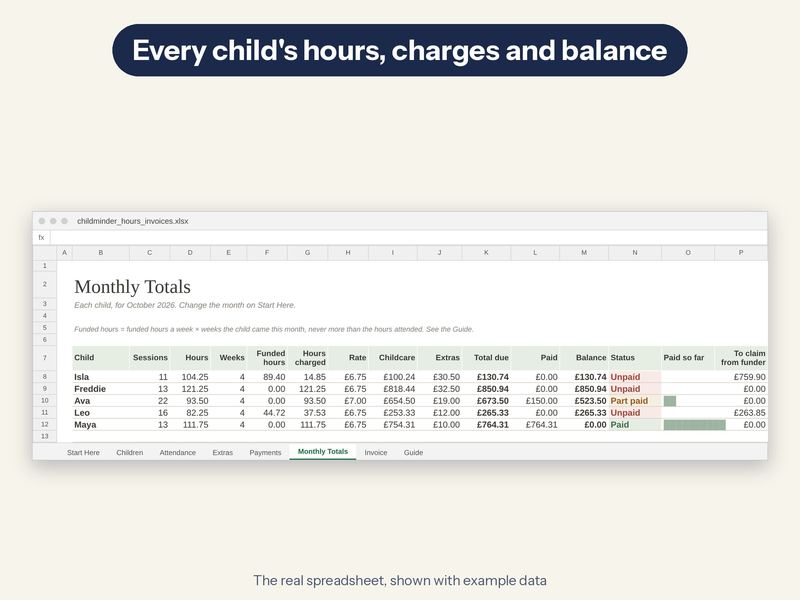 Every child's hours, charges and balance
childminder_hours_invoices.xlsx
fx
A B C D E F G H I J K L M N O P
1
2 Monthly Totals
3 Each child, for October 2026. Change the month on Start Here.
4
5 Funded hours = funded hours a week × weeks the child came this month, never more than the hours attended. See the Guide.
6
7 Child Sessions Hours Weeks Funded hours Hours charged Rate Childcare Extras Total due Paid Balance Status Paid so far To claim from funder
8 Isla 11 104.25 4 89.40 14.85 £6.75 £100.24 £30.50 £130.74 £0.00 £130.74 Unpaid £759.90
9 Freddie 13 121.25 4 0.00 121.25 £6.75 £818.44 £32.50 £850.94 £0.00 £850.94 Unpaid £0.00
10 Ava 22 93.50 4 0.00 93.50 £7.00 £654.50 £19.00 £673.50 £150.00 £523.50 Part paid £0.00
11 Leo 16 82.25 4 44.72 37.53 £6.75 £253.33 £12.00 £265.33 £0.00 £265.33 Unpaid £263.85
12 Maya 13 111.75 4 0.00 111.75 £6.75 £754.31 £10.00 £764.31 £764.31 £0.00 Paid £0.00
13
Start Here Children Attendance Extras Payments Monthly Totals Invoice Guide
The real spreadsheet, shown with example data